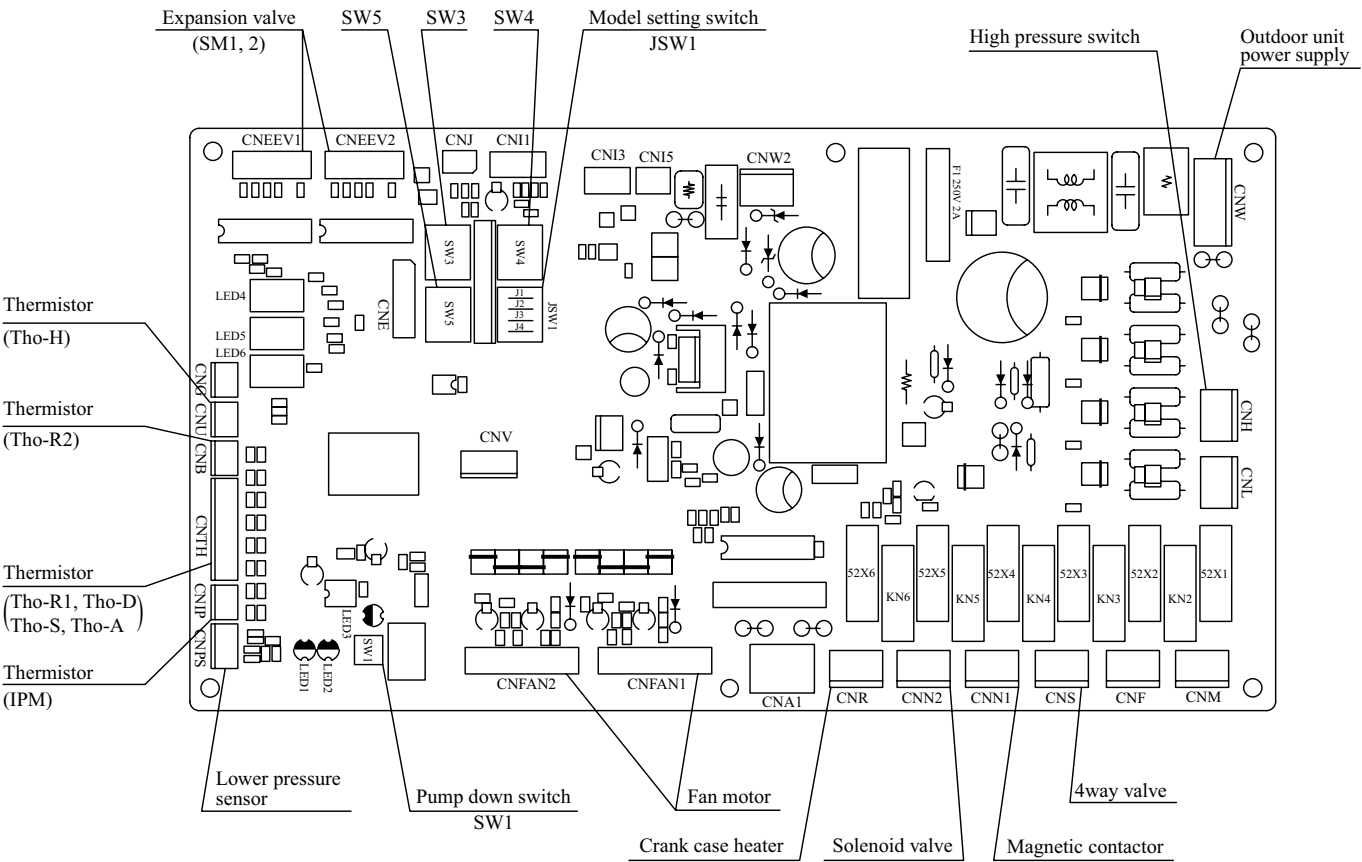 Expansion valve
(SM1, 2)
SW5
SW3
SW4
Model setting switch
JSW1
High pressure switch
Outdoor unit
power supply
CNEEV1
CNEEV2
CNJ
CNI1
CNI3
CNI5
CNW2
F1 250V 2A
CNW
SW3
SW4
SW5
J1
J2
J3
J4
JSW1
CNE
LED4
LED5
LED6
Thermistor
(Tho-H)
CNG
CNU
Thermistor
(Tho-R2)
CNB
CNV
CNH
CNL
CNTH
Thermistor
(Tho-R1, Tho-D
Tho-S, Tho-A)
CNIP
CNPS
Thermistor
(IPM)
LED1
LED2
LED3
SW1
52X6
KN6
52X5
KN5
52X4
KN4
52X3
KN3
52X2
KN2
52X1
CNFAN2
CNFAN1
CNA1
CNR
CNN2
CNN1
CNS
CNF
CNM
Lower pressure
sensor
Pump down switch
SW1
Fan motor
4way valve
Crank case heater
Solenoid valve
Magnetic contactor